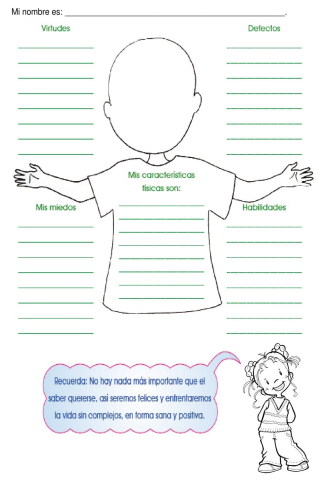 Mi nombre es: ___________________________________________________.
Virtudes
Defectos
Mis características
físicas son:
Mis miedos
Habilidades
Recuerda: No hay nada más importante que el
saber quererse, así seremos felices y enfrentaremos
la vida sin complejos, en forma sana y positiva.